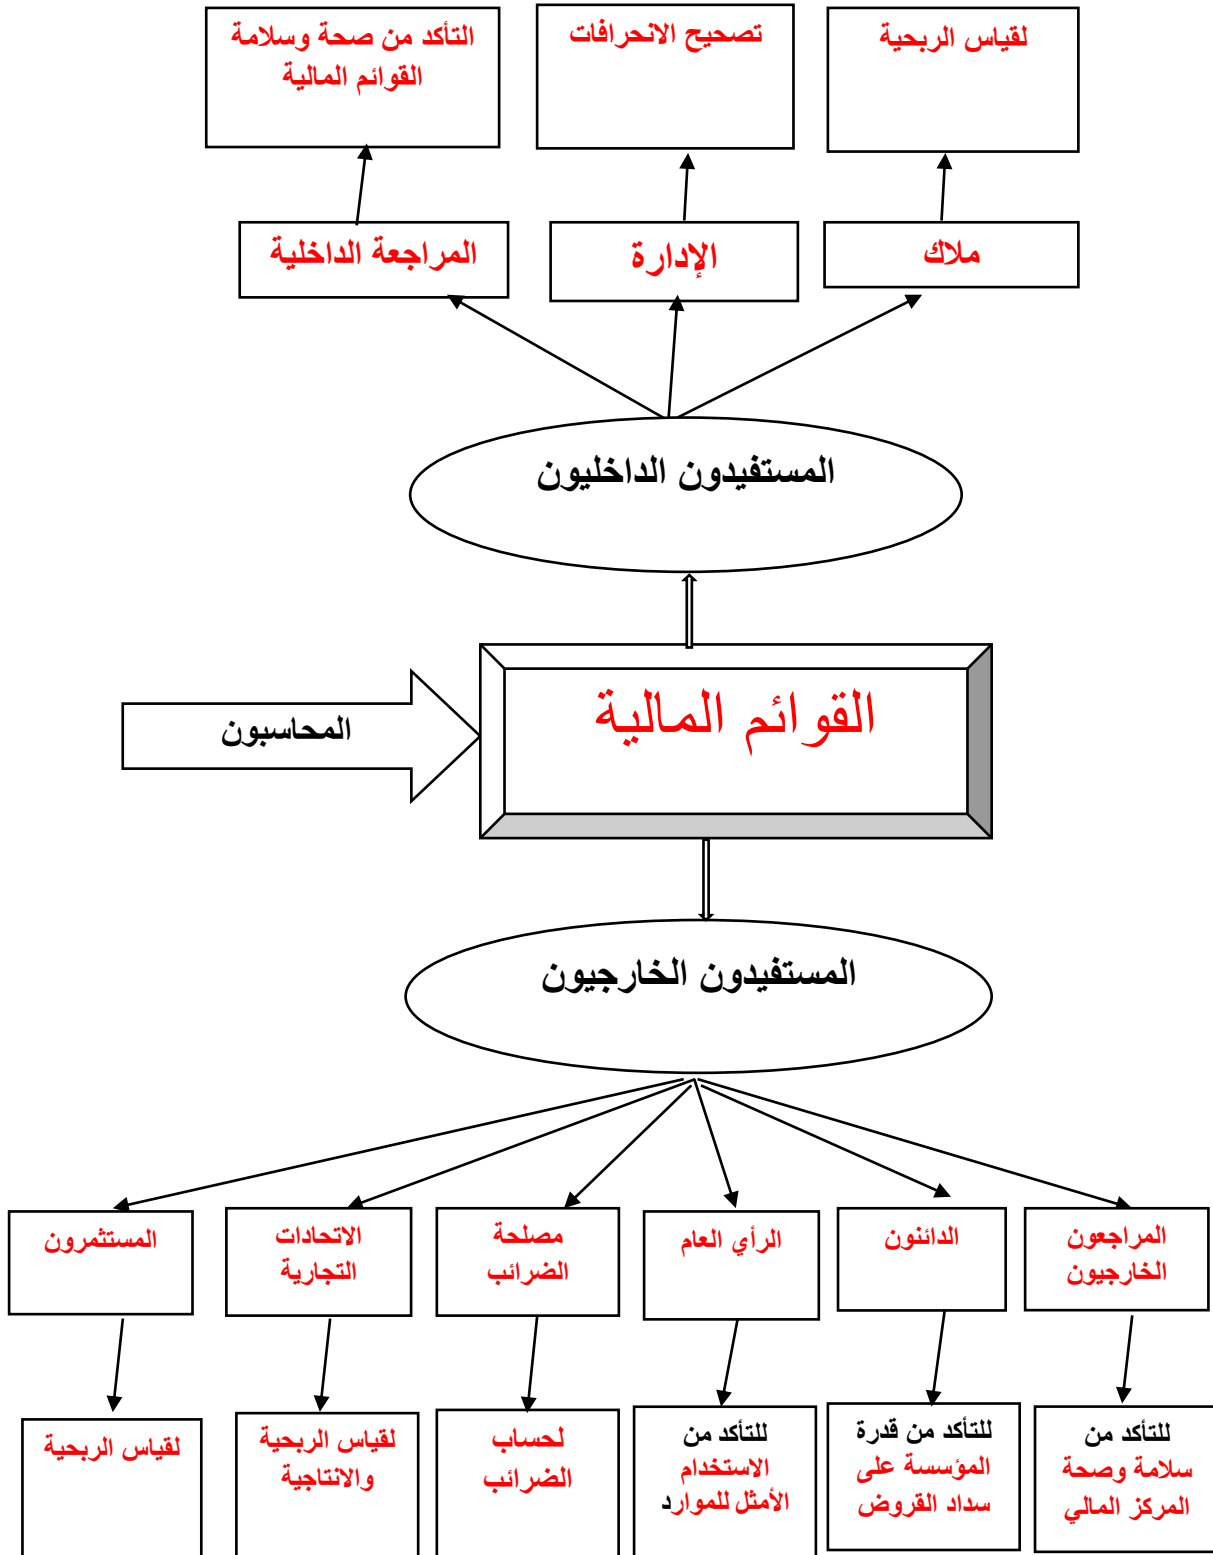 لقياس الربحية
تصحيح الانحرافات
التأكد من صحة وسلامة
القوائم المالية
ملاك
الإدارة
المراجعة الداخلية
المستفيدون الداخليون
القوائم المالية
المحاسبون
المستفيدون الخارجيون
المراجعون
الخارجيون
الدائنون
الرأي العام
مصلحة
الضرائب
الاتحادات
التجارية
المستثمرون
للتأكد من
سلامة وصحة
المركز المالي
للتأكد من قدرة
المؤسسة على
سداد القروض
للتأكد من
الاستخدام
الأمثل للموارد
لحساب
الضرائب
لقياس الربحية
والانتاجية
لقياس الربحية